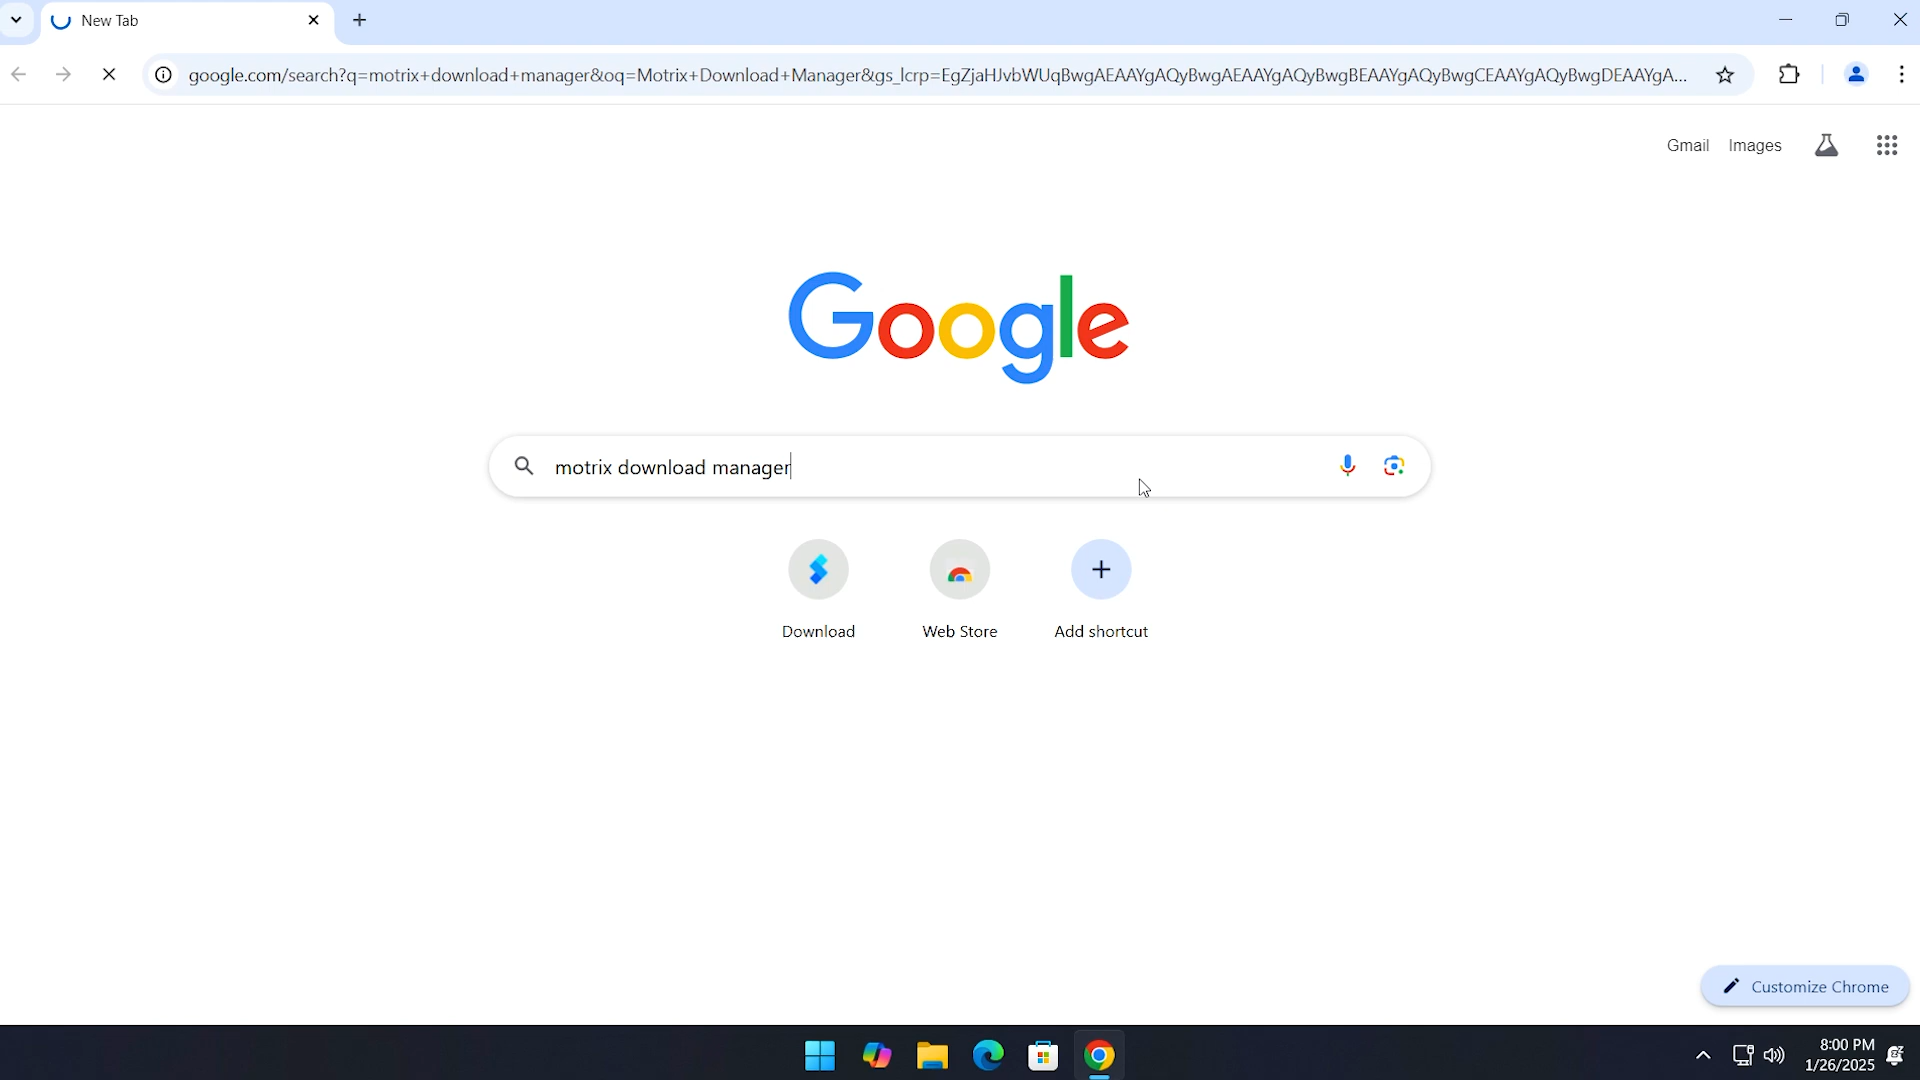 New Tab
google.com/search?q=motrix+download+manager&oq=Motrix+Download+Manager&gs_lcrp=EgZjaHJvbWUqBwgAEAAYgAQyBwgAEAAYgAQyBwgBEAAYgAQyBwgCEAAYgAQyBwgDEAAYgA...
Gmail Images
Google
motrix download manager
Download Web Store Add shortcut
Customize Chrome
8:00 PM
1/26/2025